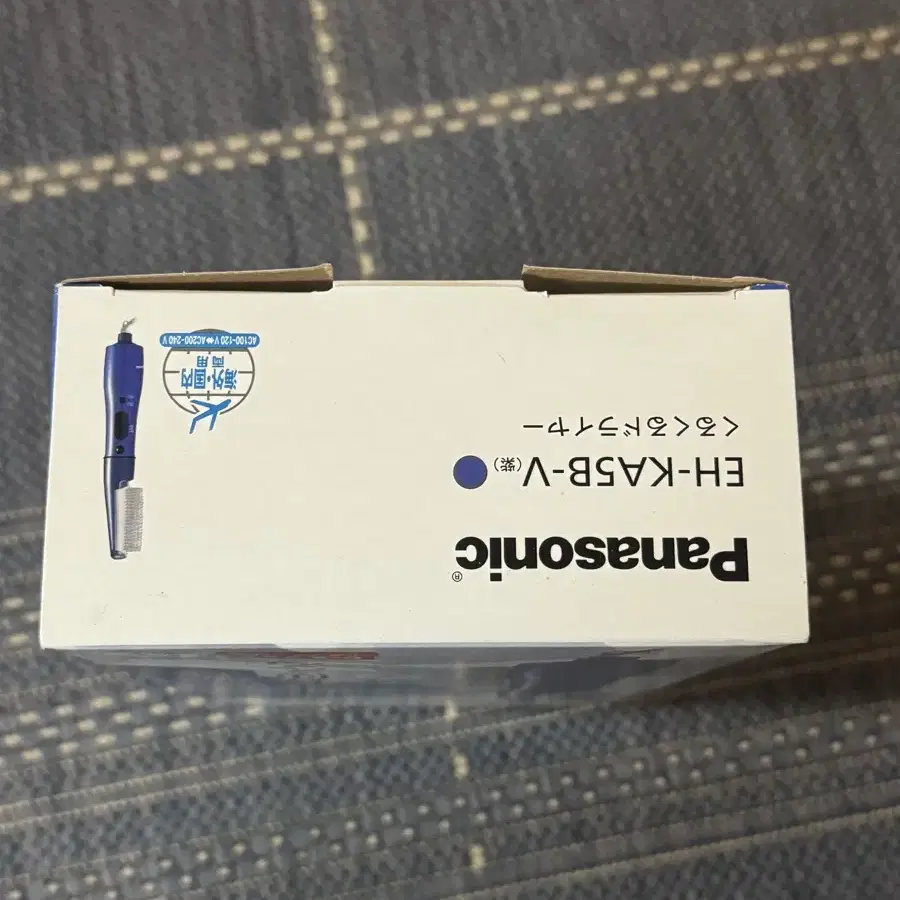 Panasonic®
EH-KA5B-V(紫)
くるくるドライヤー
海外・国内
両用
AC100-120 V⇔AC200-240 V